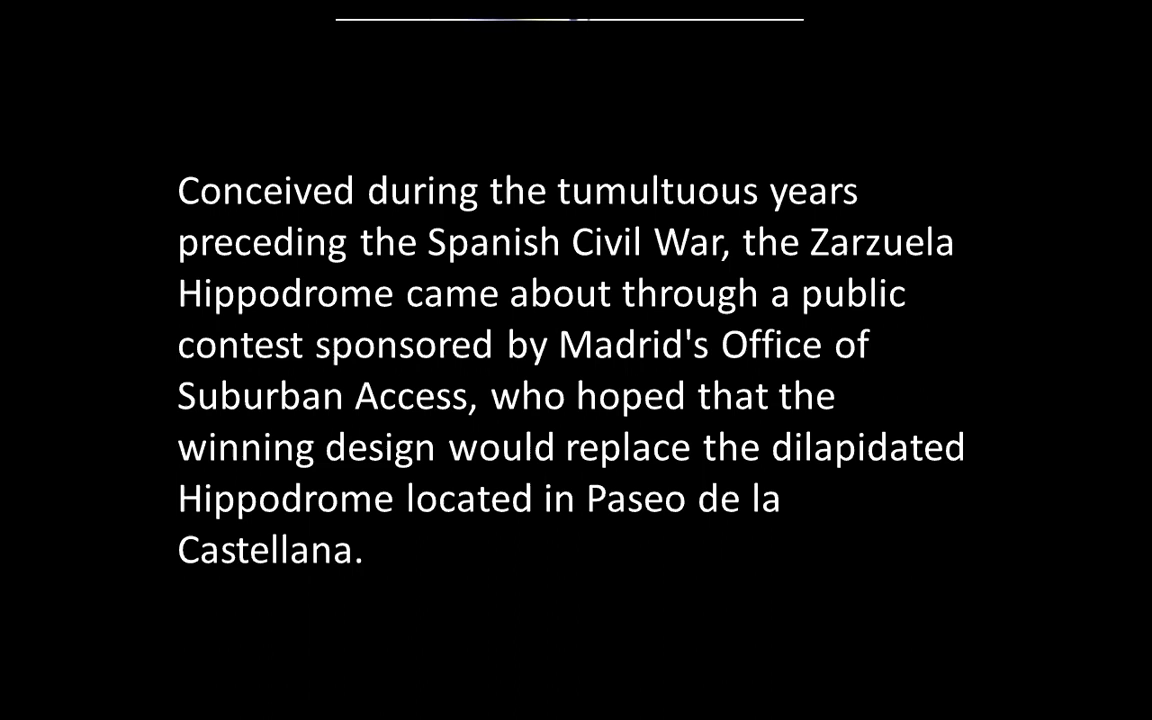 Conceived during the tumultuous years
preceding the Spanish Civil War, the Zarzuela
Hippodrome came about through a public
contest sponsored by Madrid's Office of
Suburban Access, who hoped that the
winning design would replace the dilapidated
Hippodrome located in Paseo de la
Castellana.